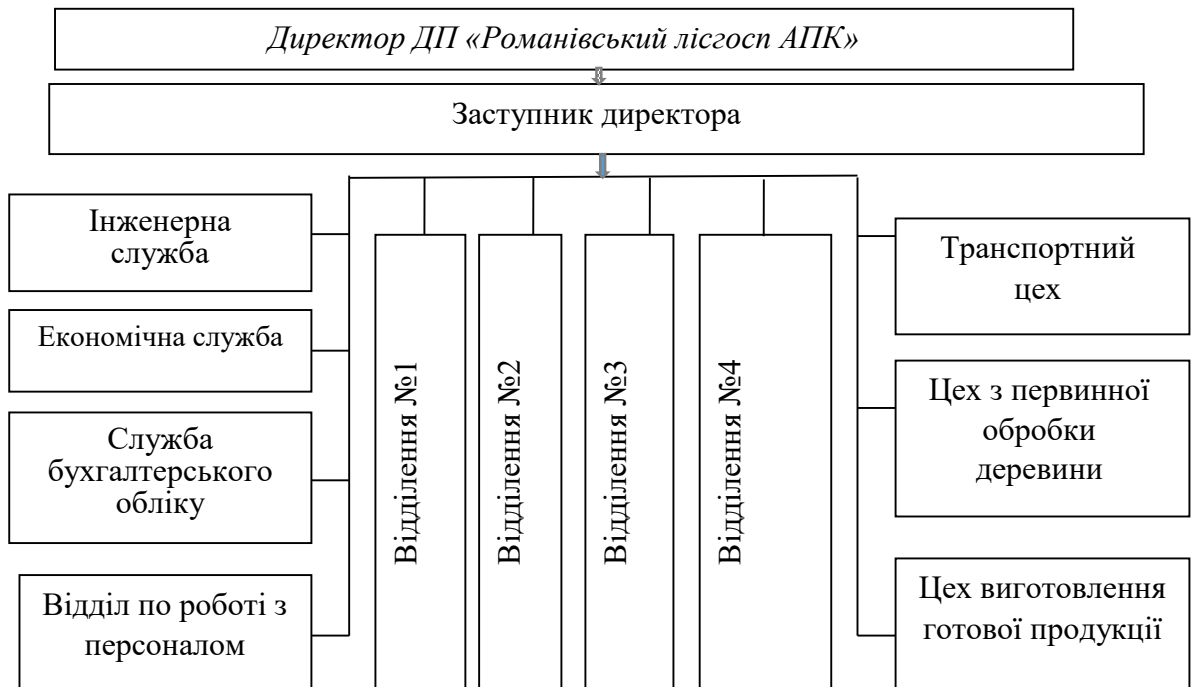 Директор ДП «Романівський лісгосп АПК»
Заступник директора
Інженерна
служба
Економічна служба
Служба
бухгалтерського
обліку
Відділ по роботі з
персоналом
Відділення №1
Відділення №2
Відділення №3
Відділення №4
Транспортний
цех
Цех з первинної
обробки
деревини
Цех виготовлення
готової продукції